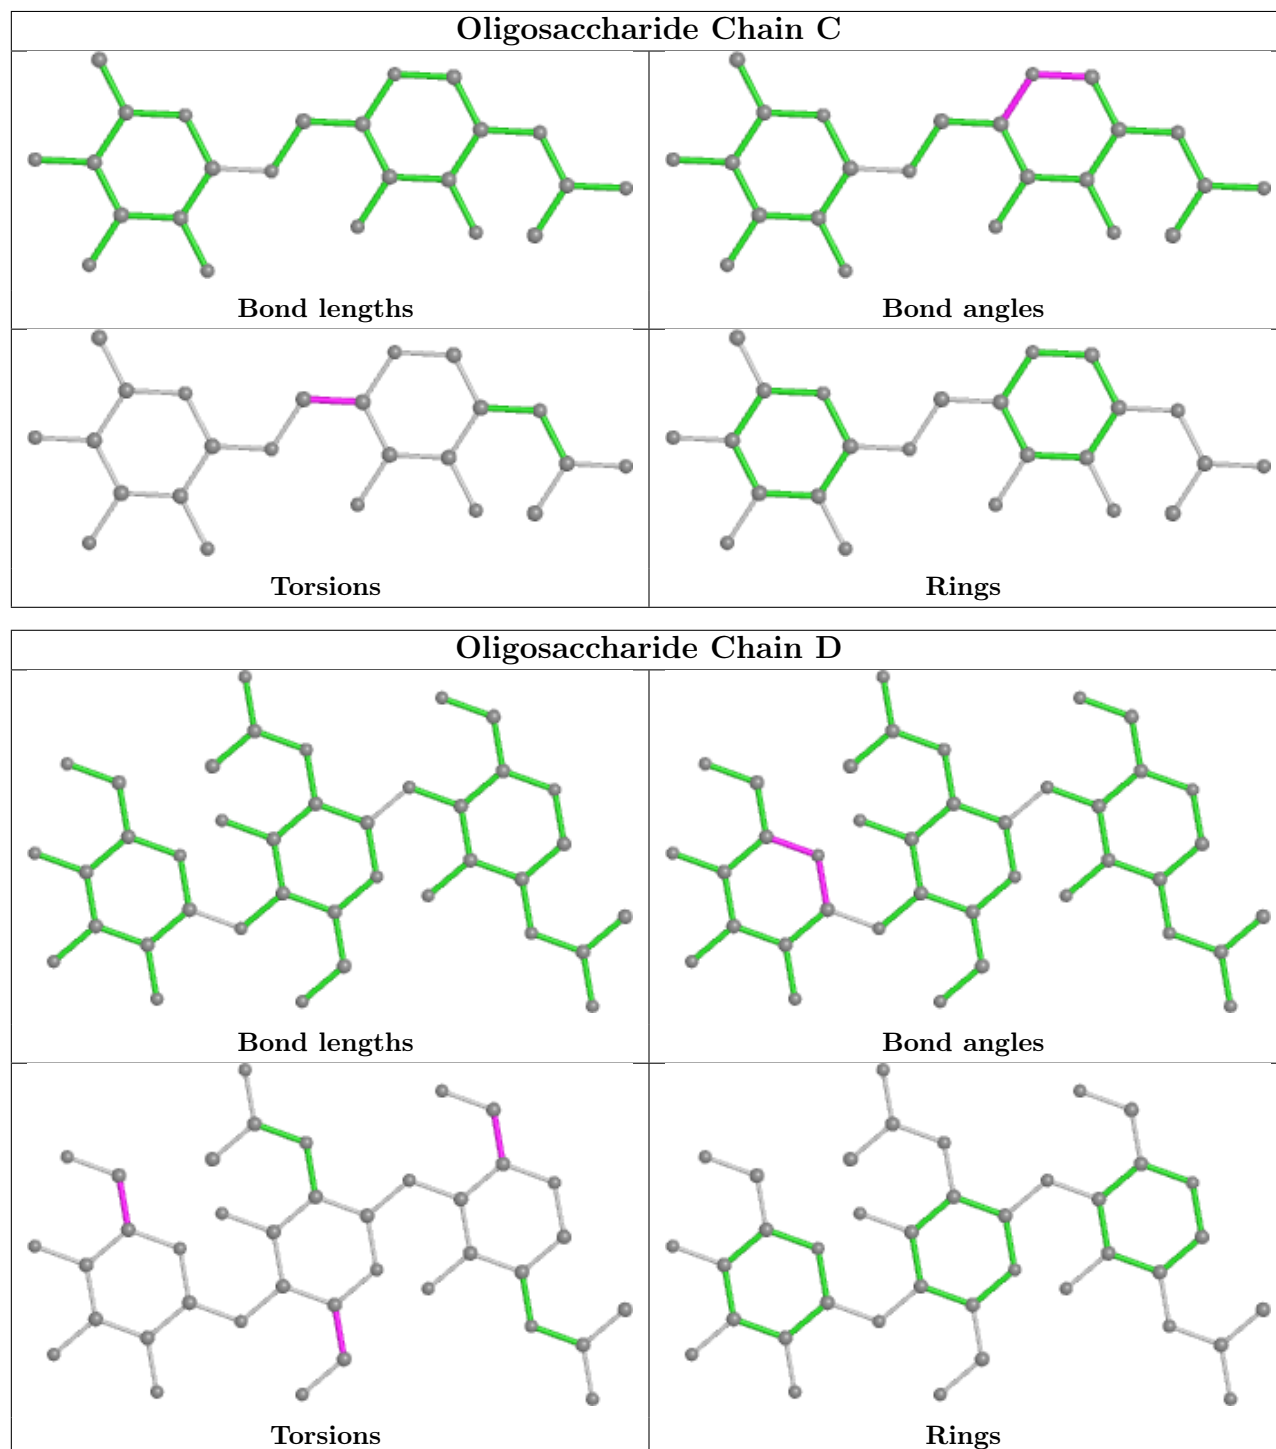 Oligosaccharide Chain C
Bond lengths
Bond angles
Torsions
Rings
Oligosaccharide Chain D
Bond lengths
Bond angles
Torsions
Rings